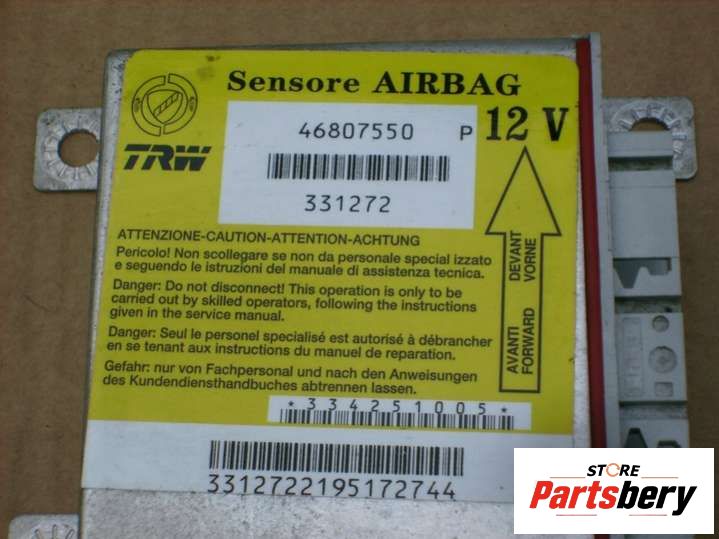 Sensore AIRBAG
46807550 P 12 V
TRW
331272
ATTENZIONE-CAUTION-ATTENTION-ACHTUNG
Pericolo! Non scollegare se non da personale special izzato
e seguendo le istruzioni del manuale di assistenza tecnica.
Danger: Do not disconnect! This operation is only to be
carried out by skilled operators, following the instructions
given in the service manual.
Danger: Seul le personel specialisé est autorisé à débrancher
en se tenant aux instructions du manuel de reparation.
Gefahr: nur von Fachpersonal und nach den Anweisungen
des Kundendiensthandbuches abtrennen lassen.
AVANTI DEVANT
FORWARD VORNE
*334251005*
3312722195172744
STORE
Partsbery